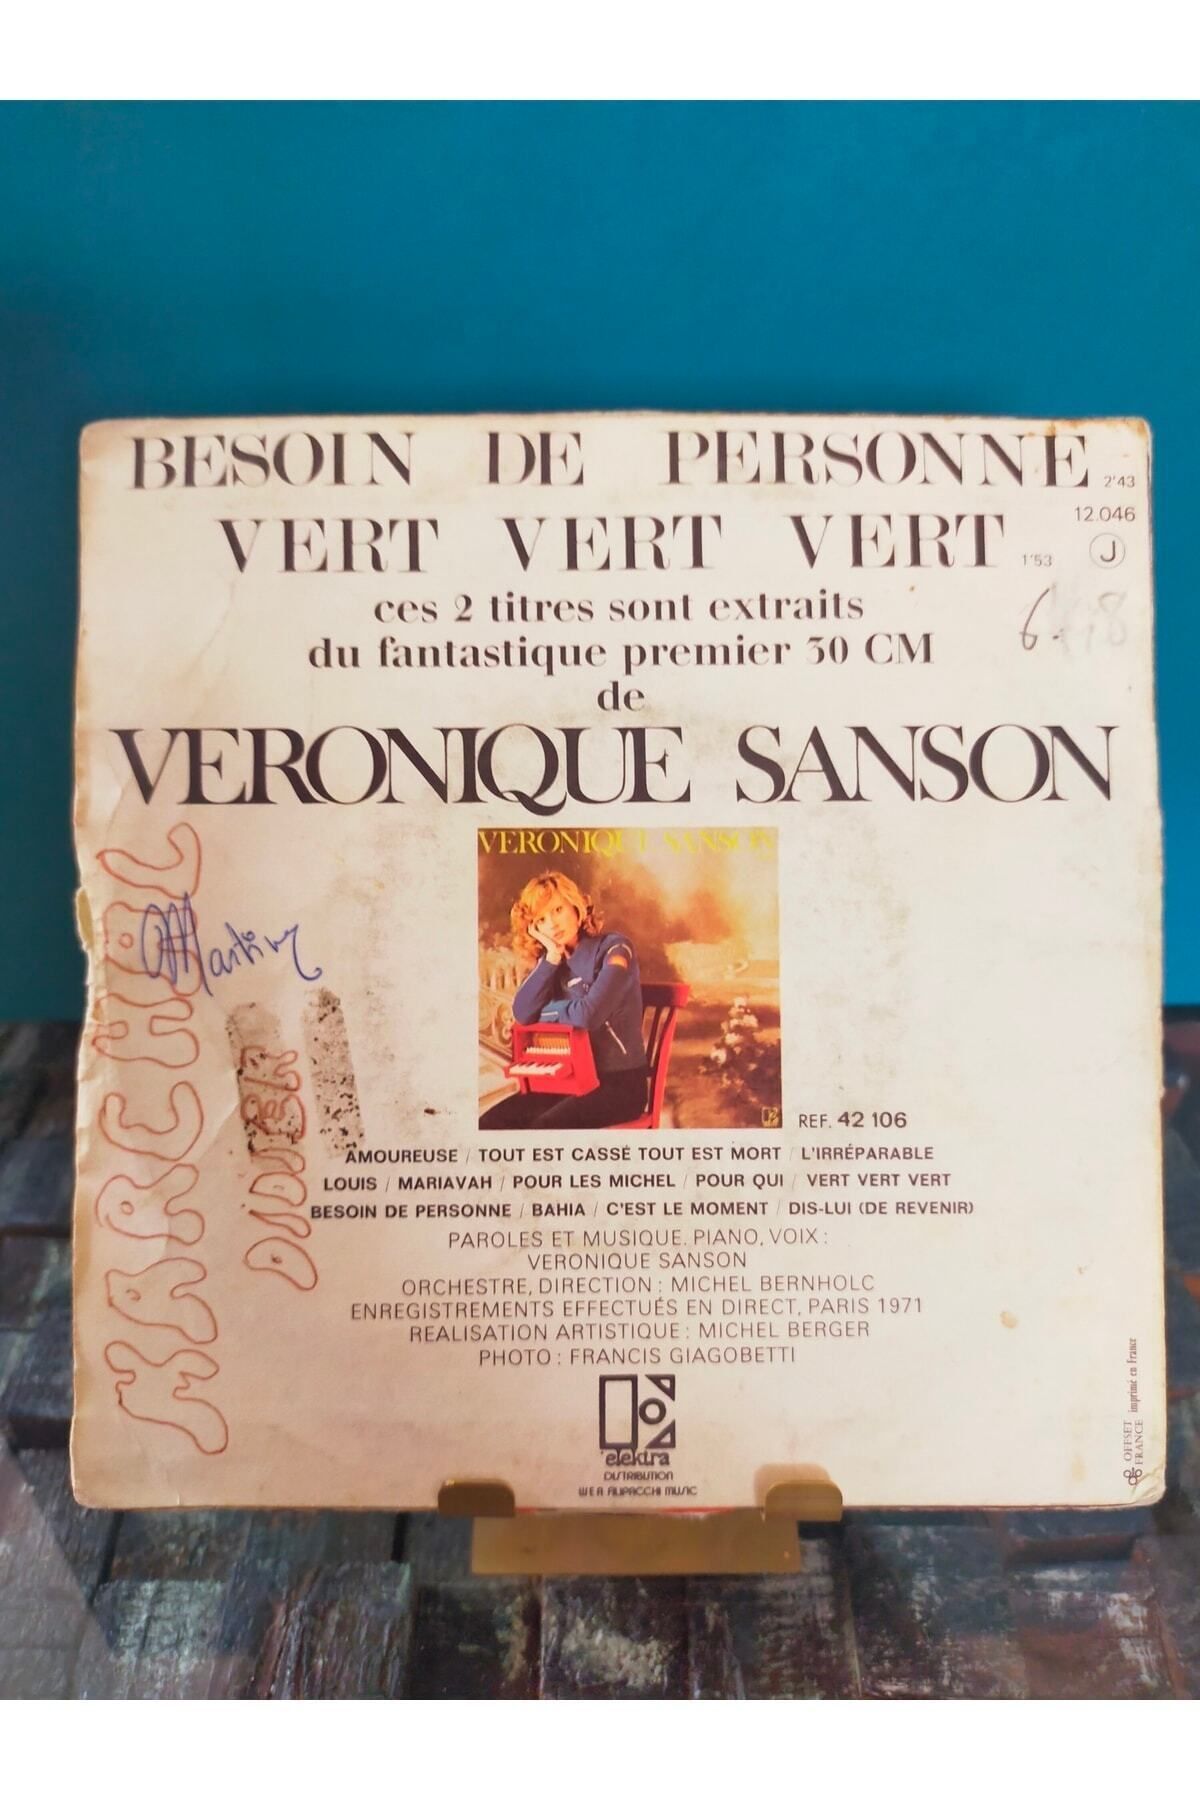 BESOIN DE PERSONNE 2'43
12.046
VERT VERT VERT 1'53 J
ces 2 titres sont extraits
du fantastique premier 30 CM
6.
de
VERONIQUE SANSON
VERONIQUE SANSON
MARCHAL
Martine
DIDIER
REF. 42 106
AMOUREUSE / TOUT EST CASSÉ TOUT EST MORT / L'IRRÉPARABLE
LOUIS / MARIAVAH / POUR LES MICHEL / POUR QUI / VERT VERT VERT
BESOIN DE PERSONNE / BAHIA / C'EST LE MOMENT / DIS-LUI (DE REVENIR)
PAROLES ET MUSIQUE, PIANO, VOIX :
VERONIQUE SANSON
ORCHESTRE, DIRECTION : MICHEL BERNHOLC
ENREGISTREMENTS EFFECTUÉS EN DIRECT, PARIS 1971
REALISATION ARTISTIQUE : MICHEL BERGER
PHOTO : FRANCIS GIAGOBETTI
elektra
DISTRIBUTION
WEA FILIPACCHI MUSIC
OFFSET FRANCE imprimé en France